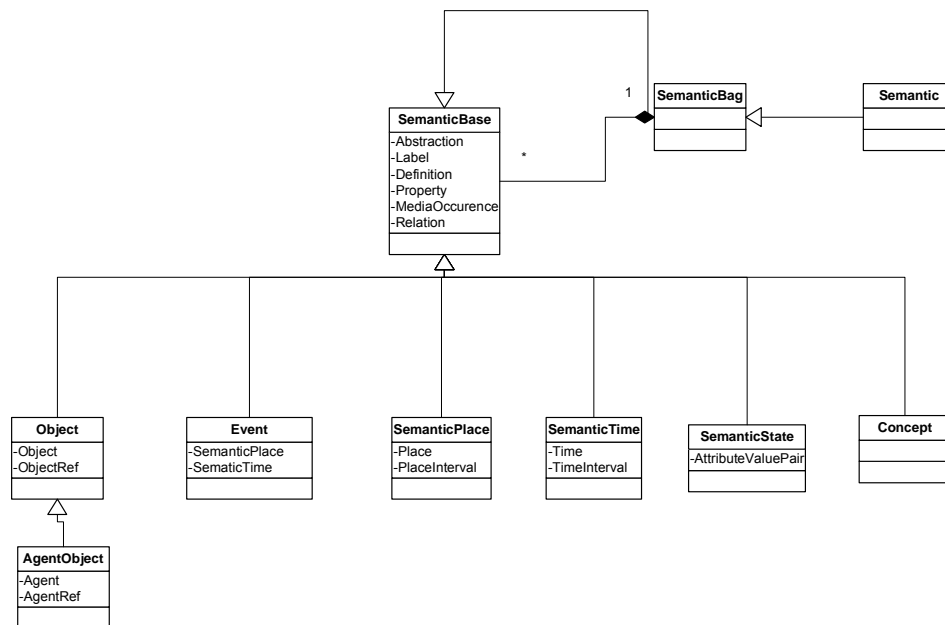 1
SemanticBag
Semantic
SemanticBase
-Abstraction
-Label
-Definition
-Property
-MediaOccurence
-Relation
*
Object
-Object
-ObjectRef
Event
-SemanticPlace
-SematicTime
SemanticPlace
-Place
-PlaceInterval
SemanticTime
-Time
-TimeInterval
SemanticState
-AttributeValuePair
Concept
AgentObject
-Agent
-AgentRef